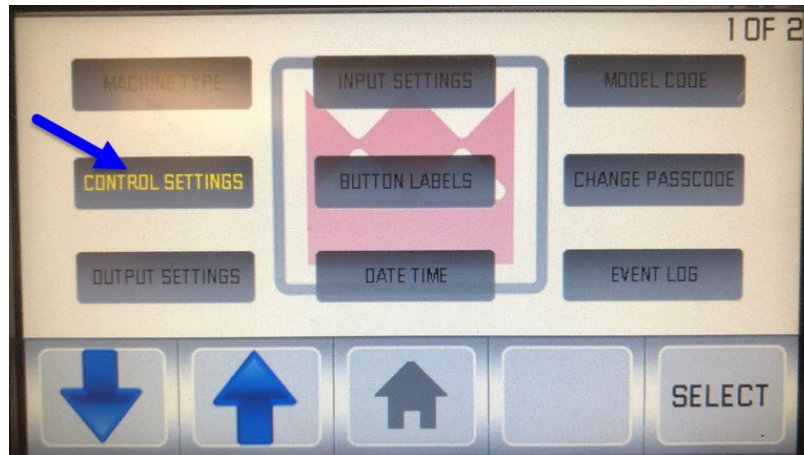 1 OF 2
MACHINE TYPE
INPUT SETTINGS
MODEL CODE
CONTROL SETTINGS
BUTTON LABELS
CHANGE PASSCODE
OUTPUT SETTINGS
DATE TIME
EVENT LOG
SELECT